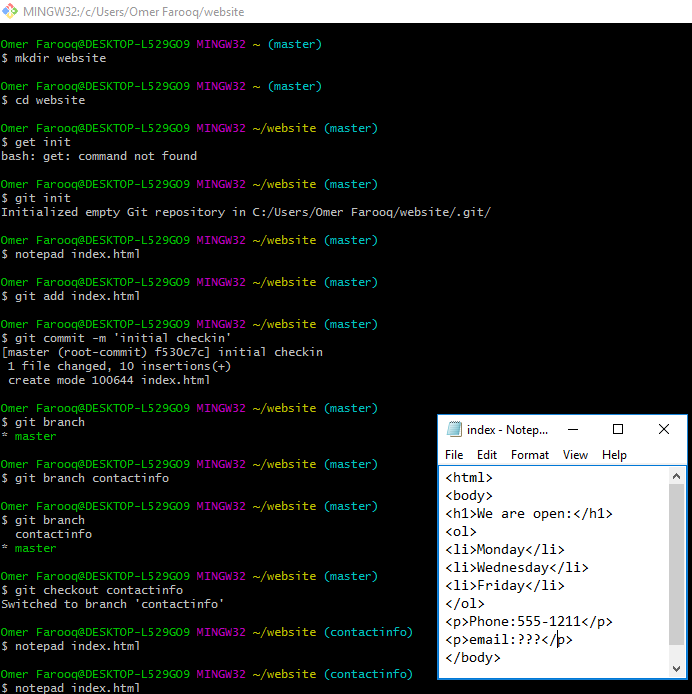 MINGW32:/c/Users/Omer Farooq/website
Omer Farooq@DESKTOP-L529GO9 MINGW32 ~ (master)
$ mkdir website
Omer Farooq@DESKTOP-L529GO9 MINGW32 ~ (master)
$ cd website
Omer Farooq@DESKTOP-L529GO9 MINGW32 ~/website (master)
$ get init
bash: get: command not found
Omer Farooq@DESKTOP-L529GO9 MINGW32 ~/website (master)
$ git init
Initialized empty Git repository in C:/Users/Omer Farooq/website/.git/
Omer Farooq@DESKTOP-L529GO9 MINGW32 ~/website (master)
$ notepad index.html
Omer Farooq@DESKTOP-L529GO9 MINGW32 ~/website (master)
$ git add index.html
Omer Farooq@DESKTOP-L529GO9 MINGW32 ~/website (master)
$ git commit -m 'initial checkin'
[master (root-commit) f530c7c] initial checkin
 1 file changed, 10 insertions(+)
 create mode 100644 index.html
Omer Farooq@DESKTOP-L529GO9 MINGW32 ~/website (master)
$ git branch
* master
Omer Farooq@DESKTOP-L529GO9 MINGW32 ~/website (master)
$ git branch contactinfo
Omer Farooq@DESKTOP-L529GO9 MINGW32 ~/website (master)
$ git branch
  contactinfo
* master
Omer Farooq@DESKTOP-L529GO9 MINGW32 ~/website (master)
$ git checkout contactinfo
Switched to branch 'contactinfo'
Omer Farooq@DESKTOP-L529GO9 MINGW32 ~/website (contactinfo)
$ notepad index.html
Omer Farooq@DESKTOP-L529GO9 MINGW32 ~/website (contactinfo)
$ notepad index.html
index - Notep...
File Edit Format View Help
<html>
<body>
<h1>We are open:</h1>
<ol>
<li>Monday</li>
<li>Wednesday</li>
<li>Friday</li>
</ol>
<p>Phone:555-1211</p>
<p>email:???</p>
</body>